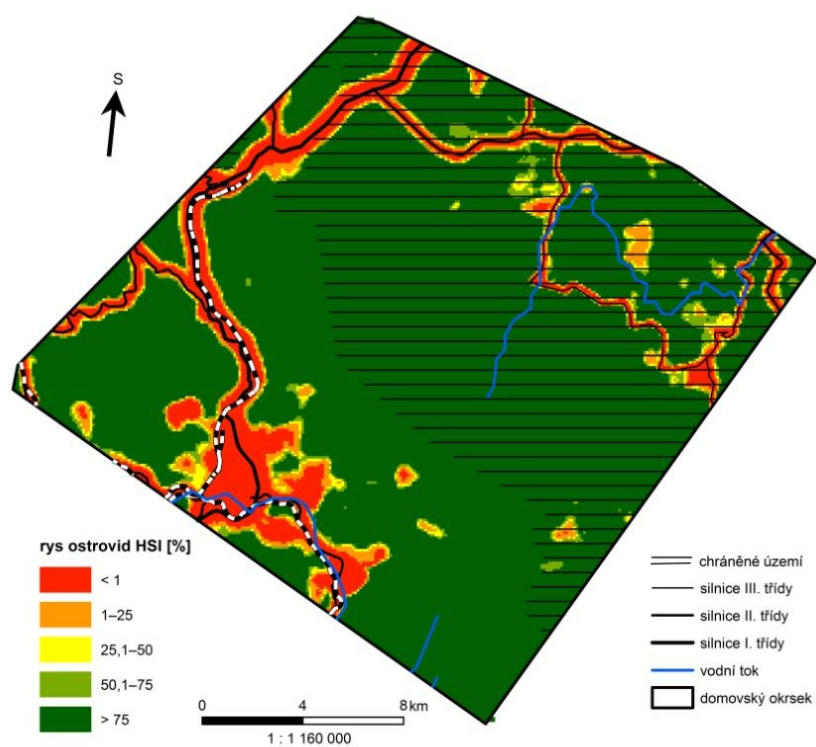 S
rys ostrovid HSI [%]
< 1
1–25
25,1–50
50,1–75
> 75
0 4 8 km
1 : 1 160 000
chráněné území
silnice III. třídy
silnice II. třídy
silnice I. třídy
vodní tok
domovský okrsek